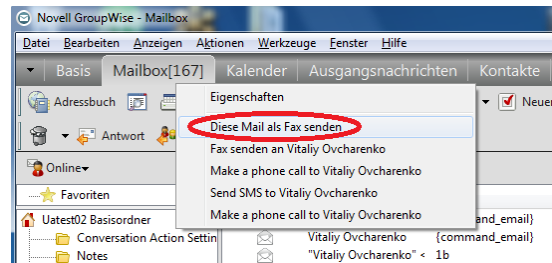 Novell GroupWise - Mailbox
Datei Bearbeiten Anzeigen Aktionen Werkzeuge Fenster Hilfe
Basis Mailbox[167] Kalender Ausgangsnachrichten Kontakte
Adressbuch Neuer
Eigenschaften
Diese Mail als Fax senden
Antwort
Fax senden an Vitaliy Ovcharenko
Make a phone call to Vitaliy Ovcharenko
Online
Send SMS to Vitaliy Ovcharenko
Favoriten
Make a phone call to Vitaliy Ovcharenko
Uatest02 Basisordner and_email}
Conversation Action Settin Vitaliy Ovcharenko {command_email}
Notes "Vitaliy Ovcharenko" < 1b